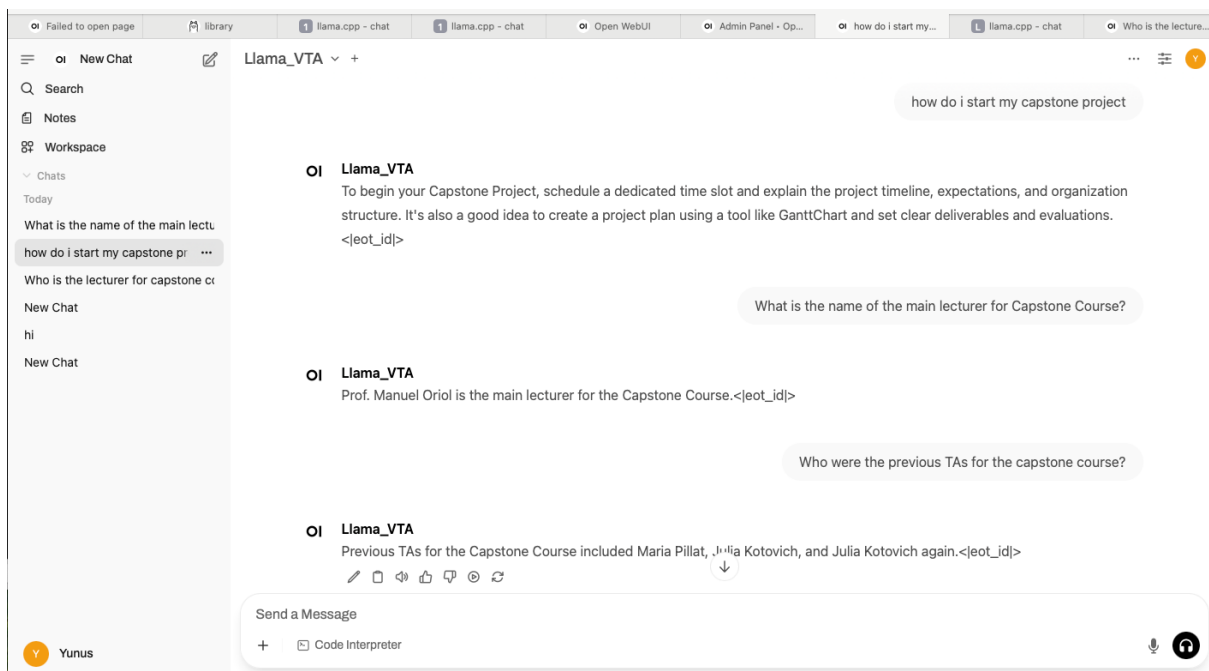 OI Failed to open page
library
1 llama.cpp - chat
1 llama.cpp - chat
OI Open WebUI
OI Admin Panel • Op...
OI how do i start my...
L llama.cpp - chat
OI Who is the lecture...
OI New Chat
Search
Notes
Workspace
Chats
Today
What is the name of the main lectu
how do i start my capstone pr ...
Who is the lecturer for capstone co
New Chat
hi
New Chat
Y Yunus
Llama_VTA +
Y
how do i start my capstone project
OI Llama_VTA
To begin your Capstone Project, schedule a dedicated time slot and explain the project timeline, expectations, and organization
structure. It's also a good idea to create a project plan using a tool like GanttChart and set clear deliverables and evaluations.
<|eot_id|>
What is the name of the main lecturer for Capstone Course?
OI Llama_VTA
Prof. Manuel Oriol is the main lecturer for the Capstone Course.<|eot_id|>
Who were the previous TAs for the capstone course?
OI Llama_VTA
Previous TAs for the Capstone Course included Maria Pillat, Julia Kotovich, and Julia Kotovich again.<|eot_id|>
Send a Message
+ Code Interpreter